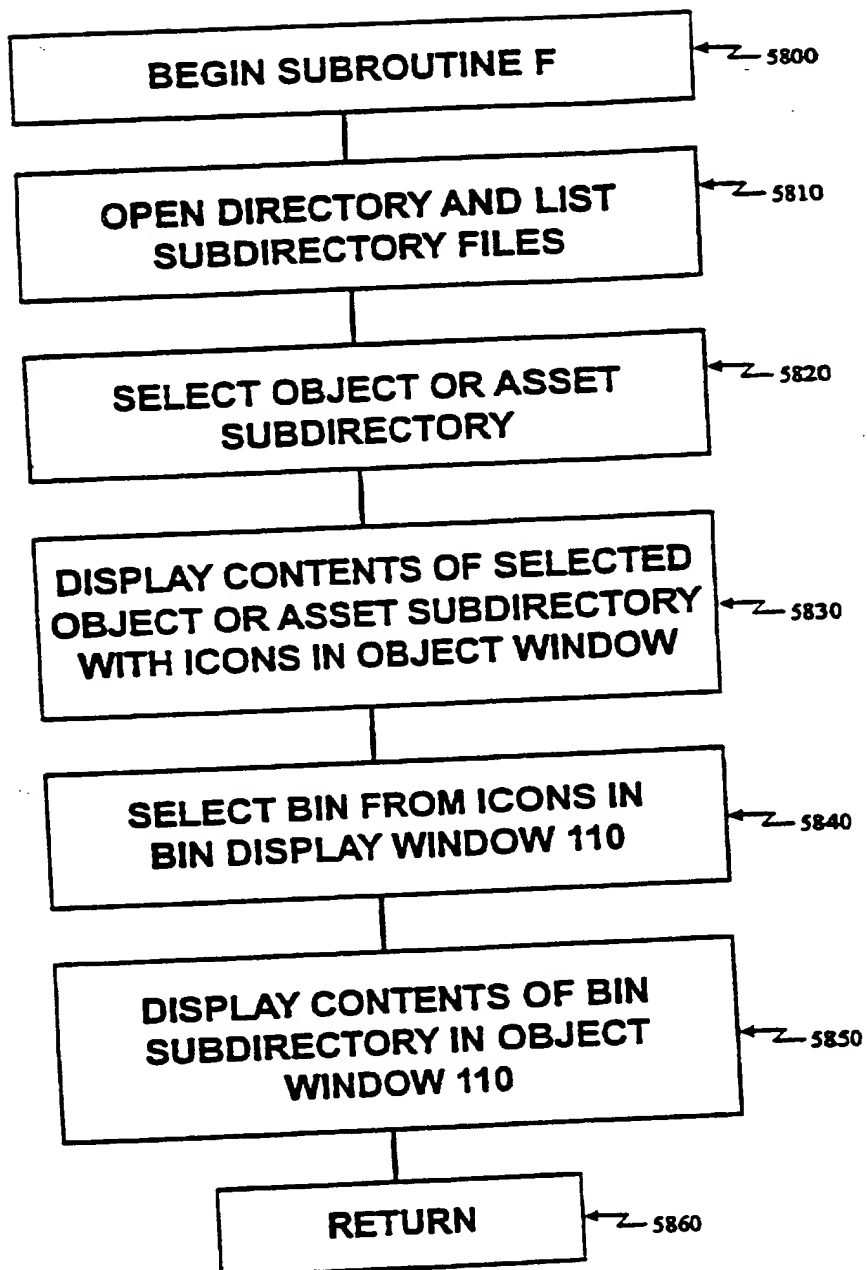 BEGIN SUBROUTINE F
5800
OPEN DIRECTORY AND LIST
SUBDIRECTORY FILES
5810
SELECT OBJECT OR ASSET
SUBDIRECTORY
5820
DISPLAY CONTENTS OF SELECTED
OBJECT OR ASSET SUBDIRECTORY
WITH ICONS IN OBJECT WINDOW
5830
SELECT BIN FROM ICONS IN
BIN DISPLAY WINDOW 110
5840
DISPLAY CONTENTS OF BIN
SUBDIRECTORY IN OBJECT
WINDOW 110
5850
RETURN
5860